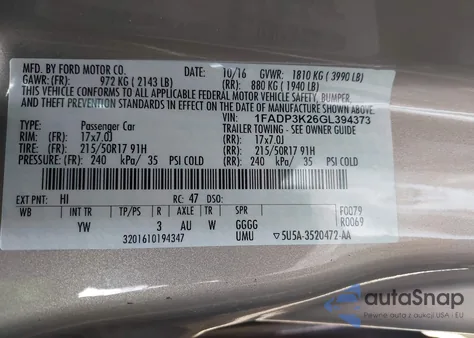 MFD. BY FORD MOTOR CO. DATE: 10/16 GVWR: 1810 KG ( 3990 LB)
GAWR: (FR): 972 KG ( 2143 LB) (RR): 880 KG ( 1940 LB)
THIS VEHICLE CONFORMS TO ALL APPLICABLE FEDERAL MOTOR VEHICLE SAFETY, BUMPER,
AND THEFT PREVENTION STANDARDS IN EFFECT ON THE DATE OF MANUFACTURE SHOWN ABOVE.
VIN: 1FADP3K26GL394373
TYPE: Passenger Car TRAILER TOWING - SEE OWNER GUIDE
RIM: (FR): 17x7.0J (RR): 17x7.0J
TIRE: (FR): 215/50R17 91H (RR): 215/50R17 91H
PRESSURE: (FR): 240 kPa/ 35 PSI COLD (RR): 240 kPa/ 35 PSI COLD
EXT PNT: HI RC: 47 DSO:
WB INT TR TP/PS R AXLE TR SPR F0079
YW 3 AU W GGGG R0069
3201610194347 UMU ▽5U5A-3520472-AA
autoSnap
Pewne auto z licytacji USA i EU